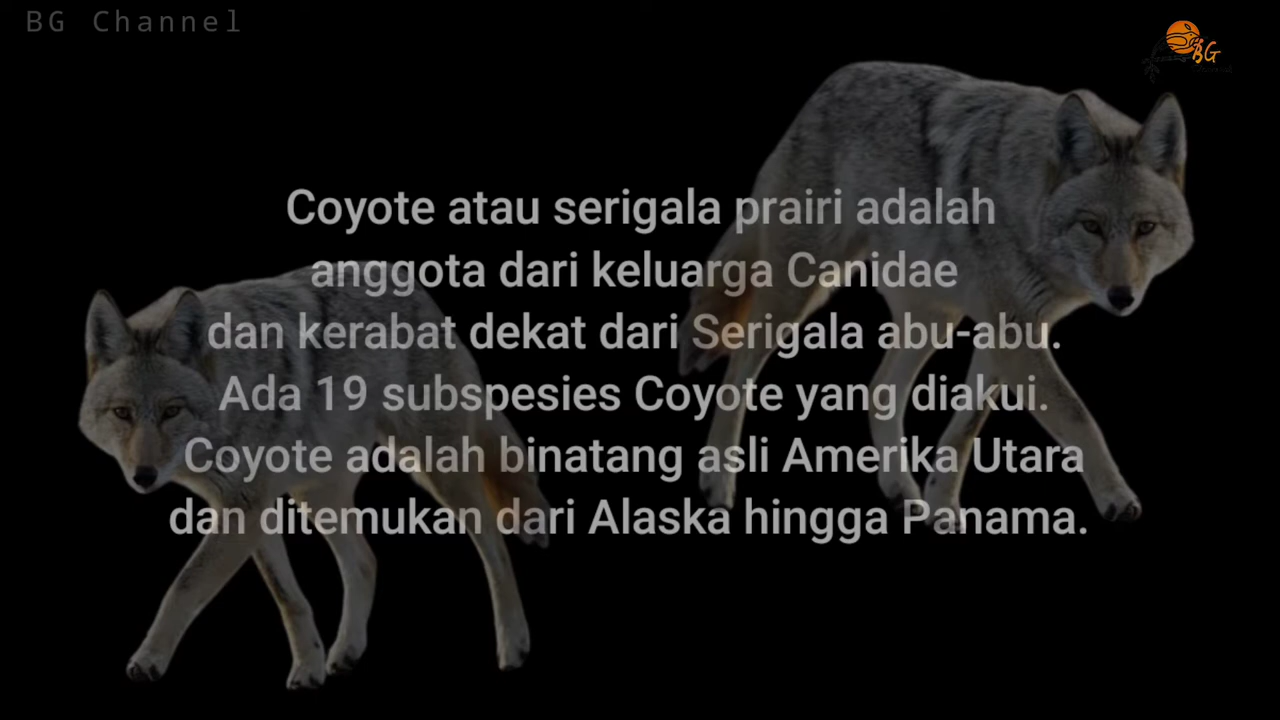 BG Channel
BG
Coyote atau serigala prairi adalah
anggota dari keluarga Canidae
dan kerabat dekat dari Serigala abu-abu.
Ada 19 subspesies Coyote yang diakui.
Coyote adalah binatang asli Amerika Utara
dan ditemukan dari Alaska hingga Panama.